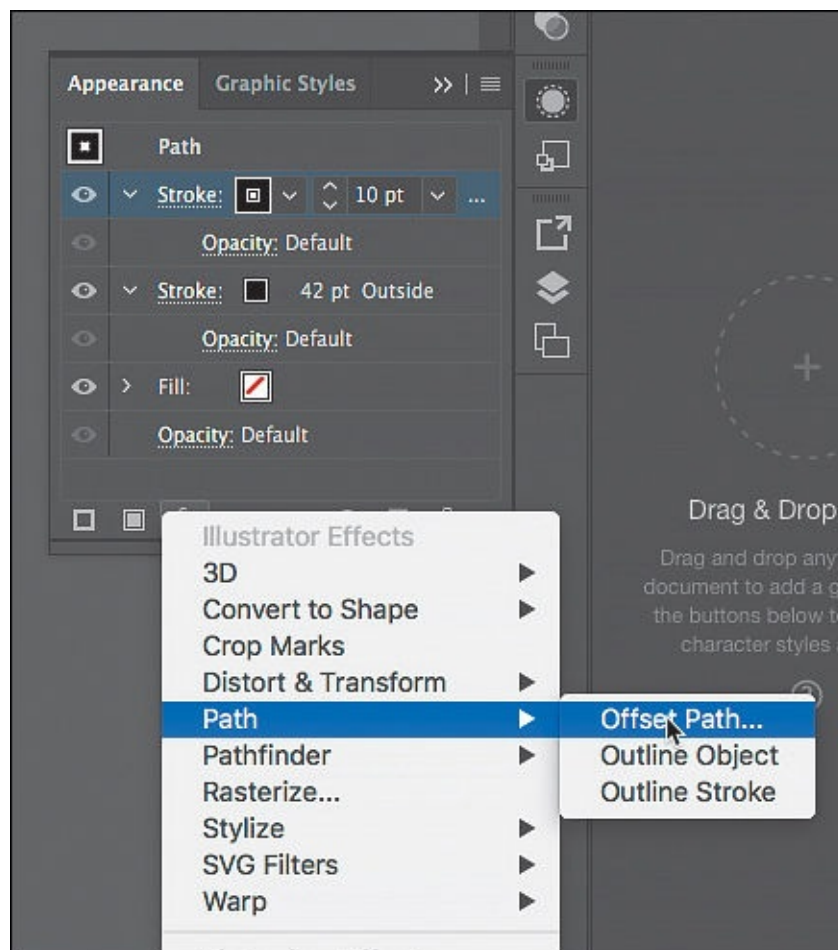 Appearance
Graphic Styles
Path
Stroke: 10 pt ...
Opacity: Default
Stroke: 42 pt Outside
Opacity: Default
Fill:
Opacity: Default
Illustrator Effects
3D
Convert to Shape
Crop Marks
Distort & Transform
Path
Pathfinder
Rasterize...
Stylize
SVG Filters
Warp
Offset Path...
Outline Object
Outline Stroke
Drag & Drop
Drag and drop any
document to add a g
the buttons below t
character styles